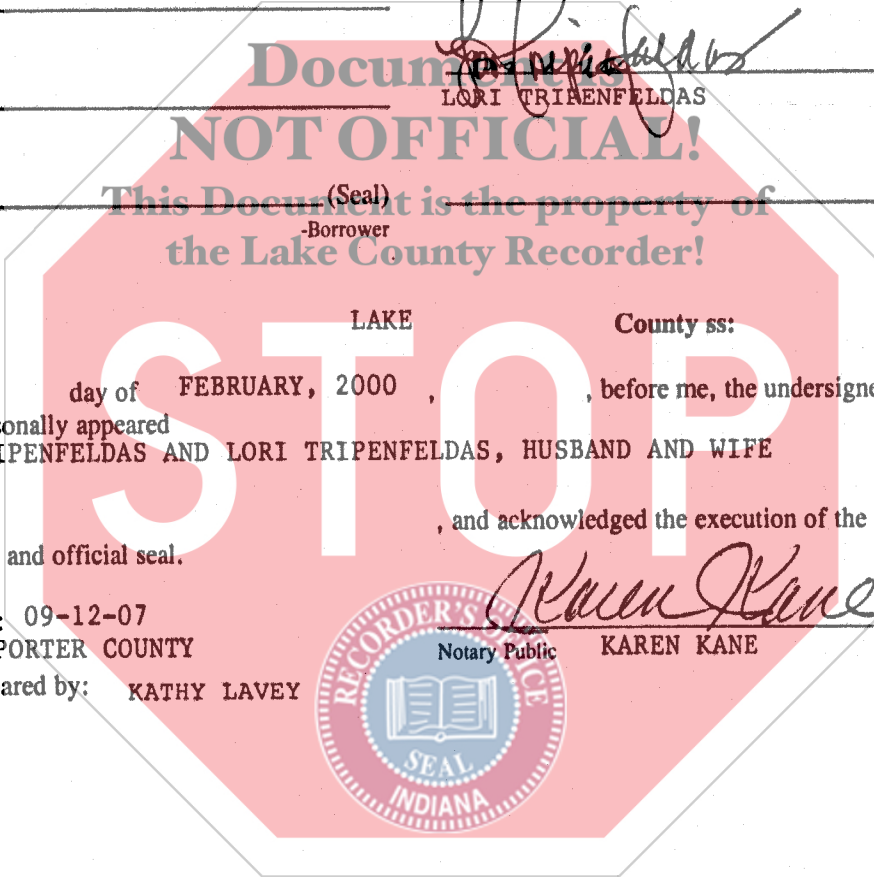 Document is
LORI TRIPENFELDAS
NOT OFFICIAL!
(Seal)
This Document is the property of
-Borrower
the Lake County Recorder!
LAKE County ss:
STOP
day of FEBRUARY, 2000 , , before me, the undersigne
onally appeared
IPENFELDAS AND LORI TRIPENFELDAS, HUSBAND AND WIFE
, and acknowledged the execution of the
and official seal.
: 09-12-07
Karen Kane
PORTER COUNTY
Notary Public KAREN KANE
ared by: KATHY LAVEY
RECORDER'S OFFICE
SEAL
INDIANA